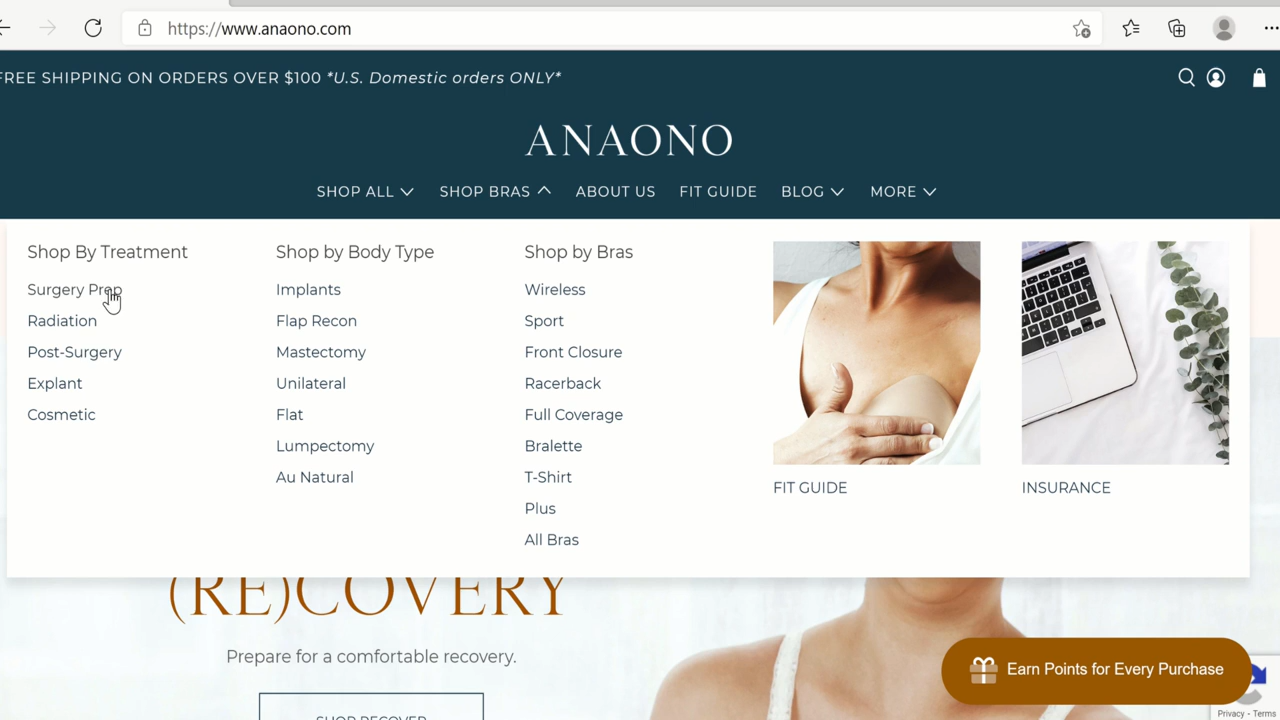 https://www.anaono.com
FREE SHIPPING ON ORDERS OVER $100 *U.S. Domestic orders ONLY*
ANAONO
SHOP ALL
SHOP BRAS
ABOUT US
FIT GUIDE
BLOG
MORE
Shop By Treatment
Surgery Prep
Radiation
Post-Surgery
Explant
Cosmetic
Shop by Body Type
Implants
Flap Recon
Mastectomy
Unilateral
Flat
Lumpectomy
Au Natural
Shop by Bras
Wireless
Sport
Front Closure
Racerback
Full Coverage
Bralette
T-Shirt
Plus
All Bras
FIT GUIDE
INSURANCE
(RE)COVERY
Prepare for a comfortable recovery.
SHOP RECOVER
Earn Points for Every Purchase
Privacy - Terms